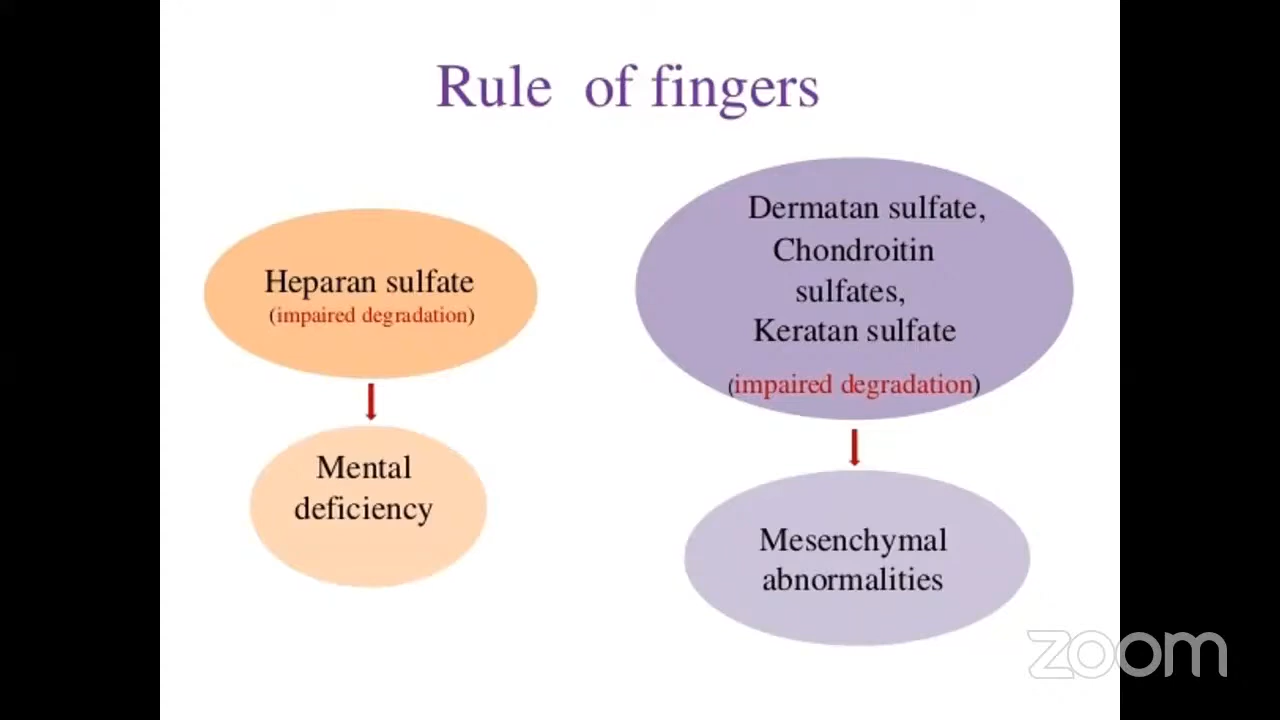 Rule of fingers
Heparan sulfate
(impaired degradation)
Mental
deficiency
Dermatan sulfate,
Chondroitin
sulfates,
Keratan sulfate
(impaired degradation)
Mesenchymal
abnormalities
zoom